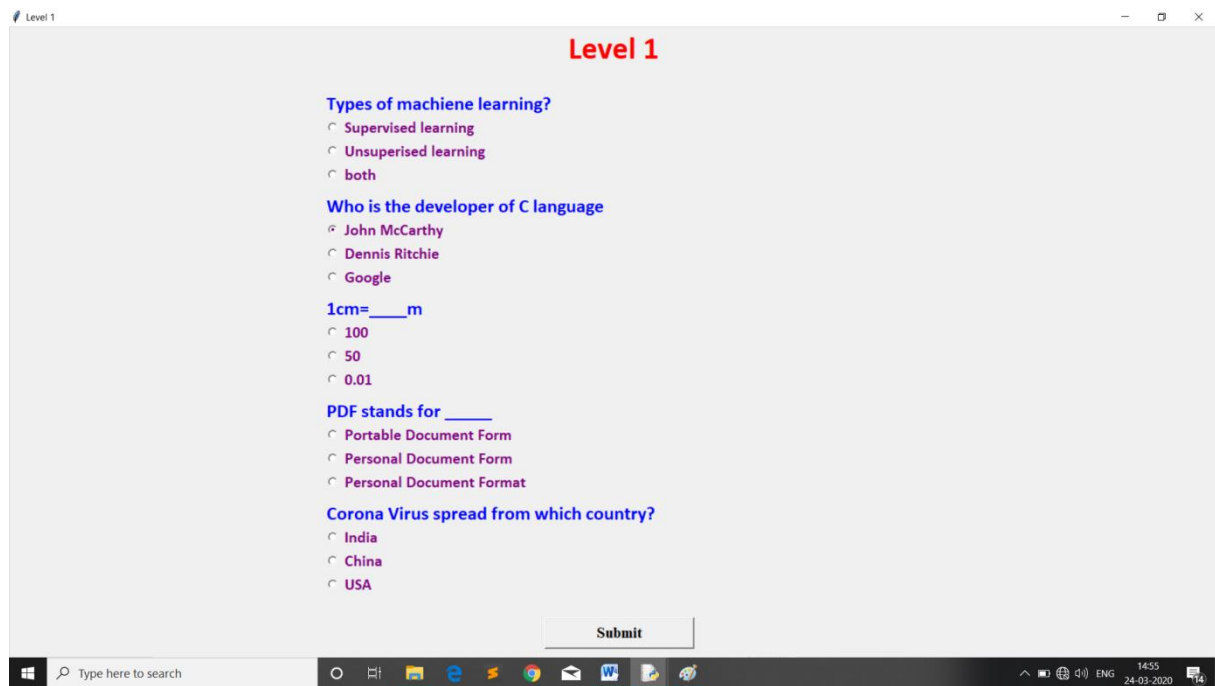 Level 1
Level 1
Types of machiene learning?
Supervised learning
Unsuperised learning
both
Who is the developer of C language
John McCarthy
Dennis Ritchie
Google
1cm=____m
100
50
0.01
PDF stands for _____
Portable Document Form
Personal Document Form
Personal Document Format
Corona Virus spread from which country?
India
China
USA
Submit
Type here to search
ENG
14:55
24-03-2020
14